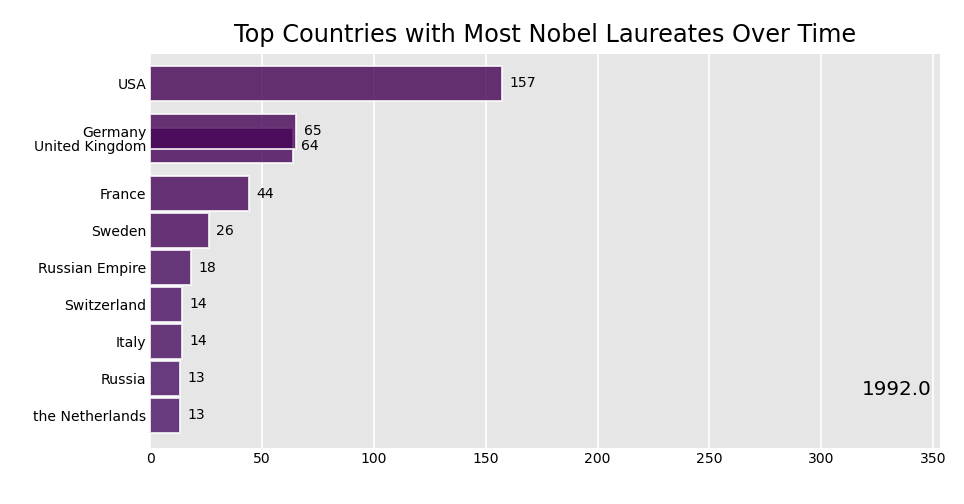 Top Countries with Most Nobel Laureates Over Time
USA 157
Germany 65
United Kingdom 64
France 44
Sweden 26
Russian Empire 18
Switzerland 14
Italy 14
Russia 13
1992.0
the Netherlands 13
0 50 100 150 200 250 300 350